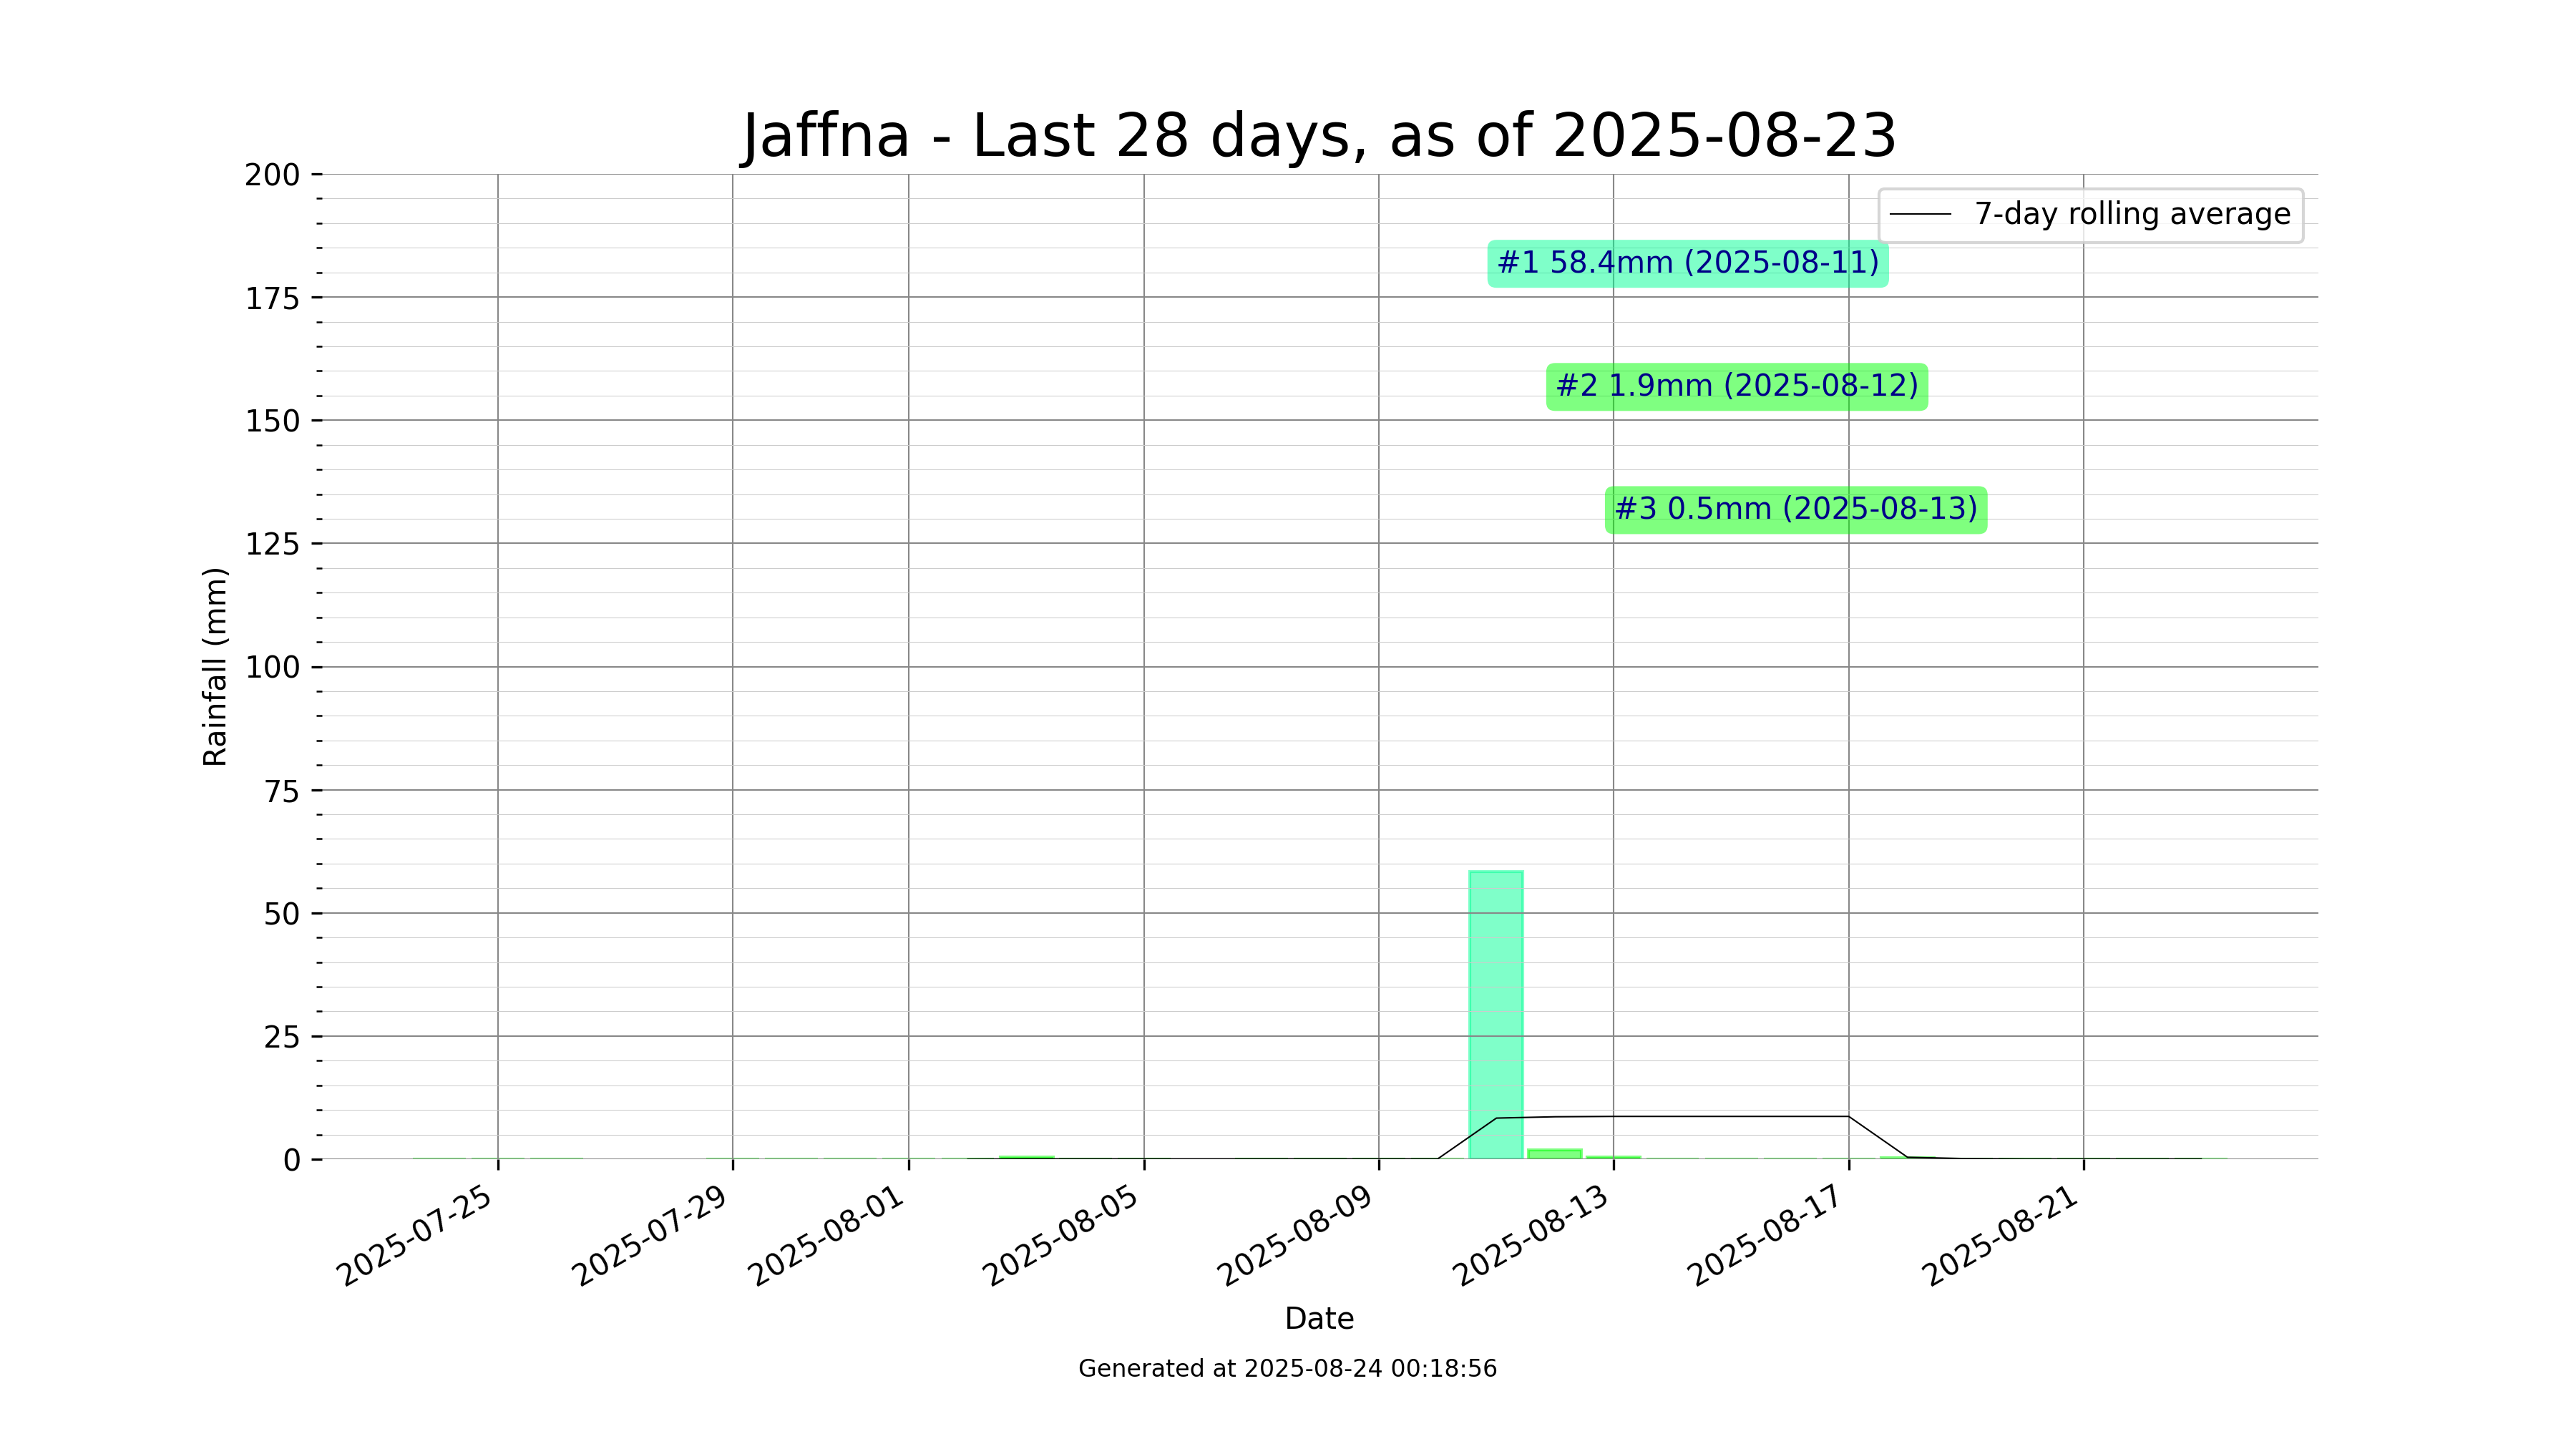 Jaffna - Last 28 days, as of 2025-08-23
200
175
150
125
100
75
50
25
0
Rainfall (mm)
7-day rolling average
#1 58.4mm (2025-08-11)
#2 1.9mm (2025-08-12)
#3 0.5mm (2025-08-13)
2025-07-25
2025-07-29
2025-08-01
2025-08-05
2025-08-09
2025-08-13
2025-08-17
2025-08-21
Date
Generated at 2025-08-24 00:18:56